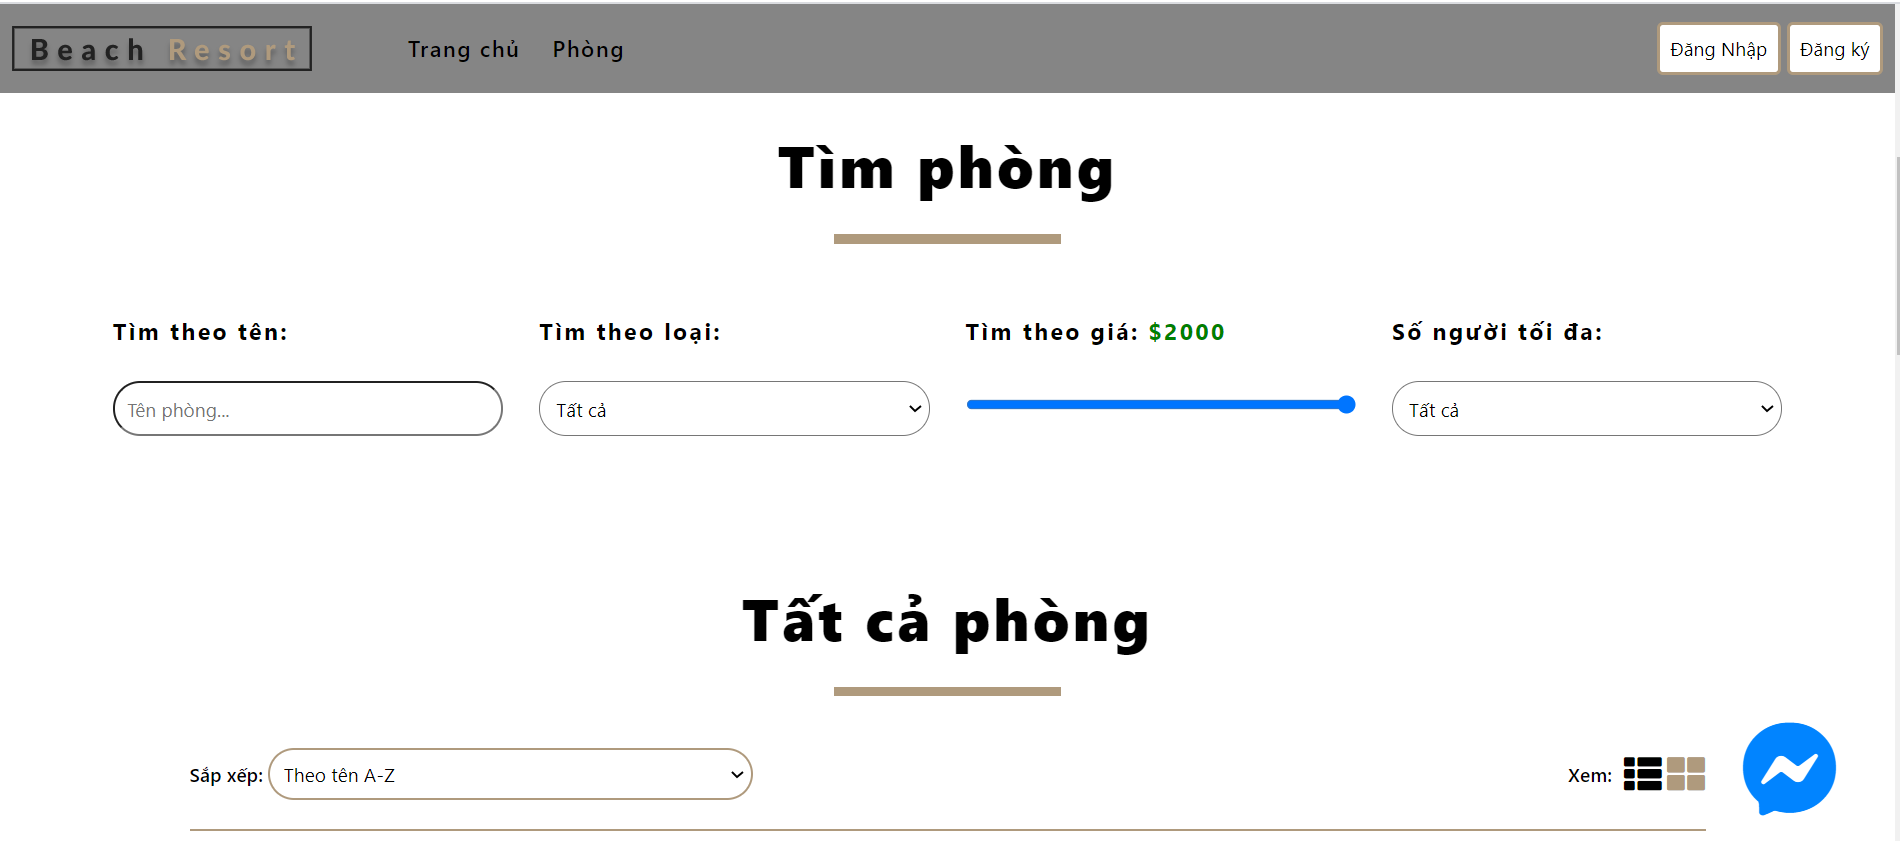 Beach Resort
Trang chủ
Phòng
Đăng Nhập
Đăng ký
Tìm phòng
Tìm theo tên:
Tìm theo loại:
Tìm theo giá: $2000
Số người tối đa:
Tên phòng...
Tất cả
Tất cả
Tất cả phòng
Sắp xếp:
Theo tên A-Z
Xem: